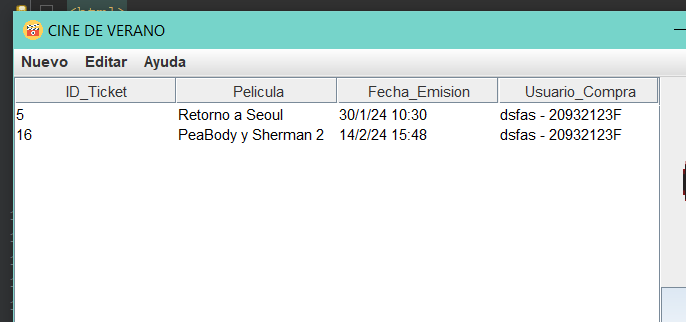 <html>
CINE DE VERANO
Nuevo Editar Ayuda
ID_Ticket Pelicula Fecha_Emision Usuario_Compra
5 Retorno a Seoul 30/1/24 10:30 dsfas - 20932123F
16 PeaBody y Sherman 2 14/2/24 15:48 dsfas - 20932123F